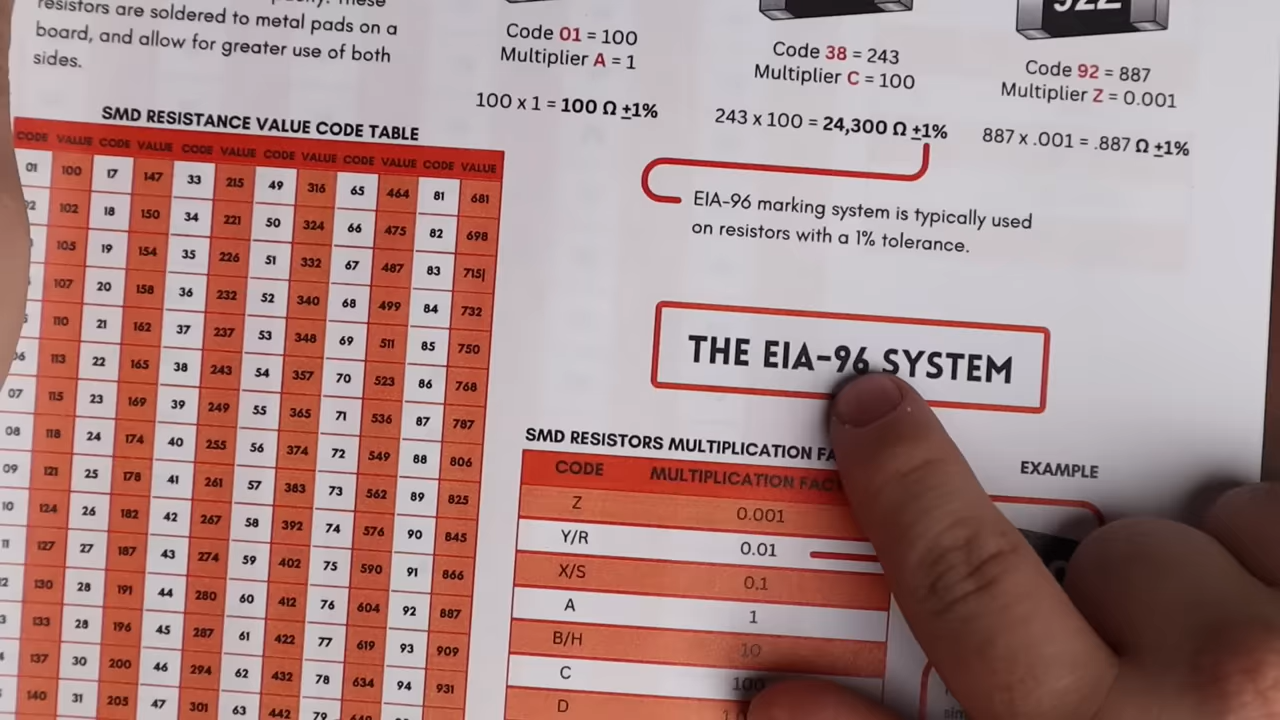 resistors are soldered to metal pads on a
board, and allow for greater use of both
sides.
92Z
Code 01 = 100
Multiplier A = 1
100 x 1 = 100 Ω ±1%
Code 38 = 243
Multiplier C = 100
243 x 100 = 24,300 Ω ±1%
Code 92 = 887
Multiplier Z = 0.001
887 x .001 = .887 Ω ±1%
EIA-96 marking system is typically used
on resistors with a 1% tolerance.
SMD RESISTANCE VALUE CODE TABLE
CODE VALUE CODE VALUE CODE VALUE CODE VALUE CODE VALUE CODE VALUE
01 100 17 147 33 215 49 316 65 464 81 681
102 18 150 34 221 50 324 66 475 82 698
105 19 154 35 226 51 332 67 487 83 715|
107 20 158 36 232 52 340 68 499 84 732
110 21 162 37 237 53 348 69 511 85 750
113 22 165 38 243 54 357 70 523 86 768
07 115 23 169 39 249 55 365 71 536 87 787
08 118 24 174 40 255 56 374 72 549 88 806
09 121 25 178 41 261 57 383 73 562 89 825
10 124 26 182 42 267 58 392 74 576 90 845
11 127 27 187 43 274 59 402 75 590 91 866
130 28 191 44 280 60 412 76 604 92 887
133 28 196 45 287 61 422 77 619 93 909
137 30 200 46 294 62 432 78 634 94 931
140 31 205 47 301 63 442 79
THE EIA-96 SYSTEM
SMD RESISTORS MULTIPLICATION
CODE MULTIPLICATION
Z 0.001
Y/R 0.01
X/S 0.1
A 1
B/H 10
C 100
D
EXAMPLE